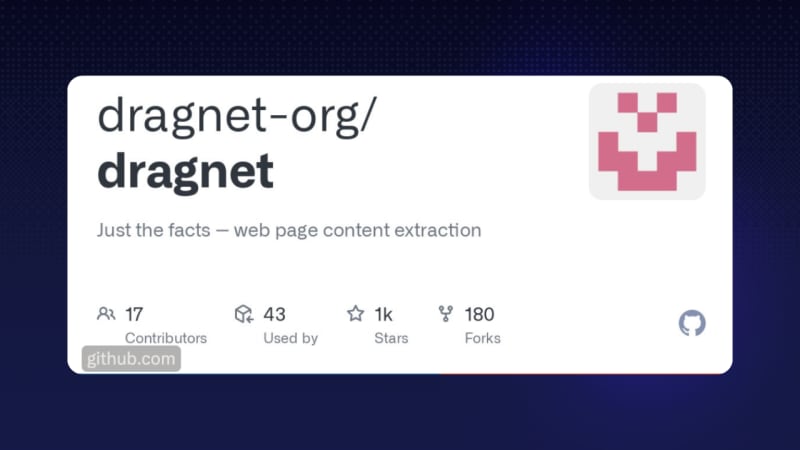 dragnet-org/
dragnet
Just the facts — web page content extraction
17 43 1k 180
Contributors Used by Stars Forks
github.com